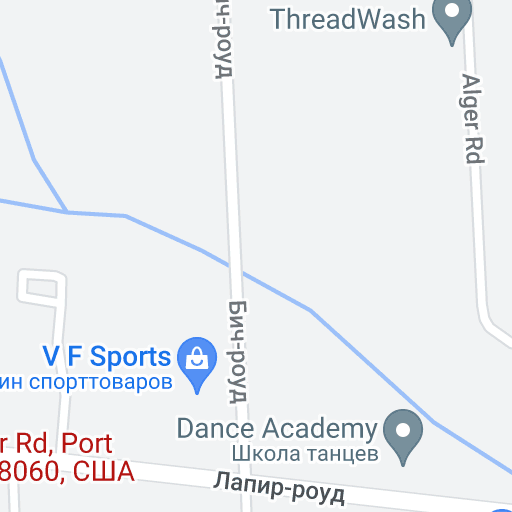 ч-роуд
ThreadWash
Alger Rd
Бич-роуд
V F Sports
ин спорттоваров
Dance Academy
Школа танцев
r Rd, Port
8060, США
Лапир-роуд